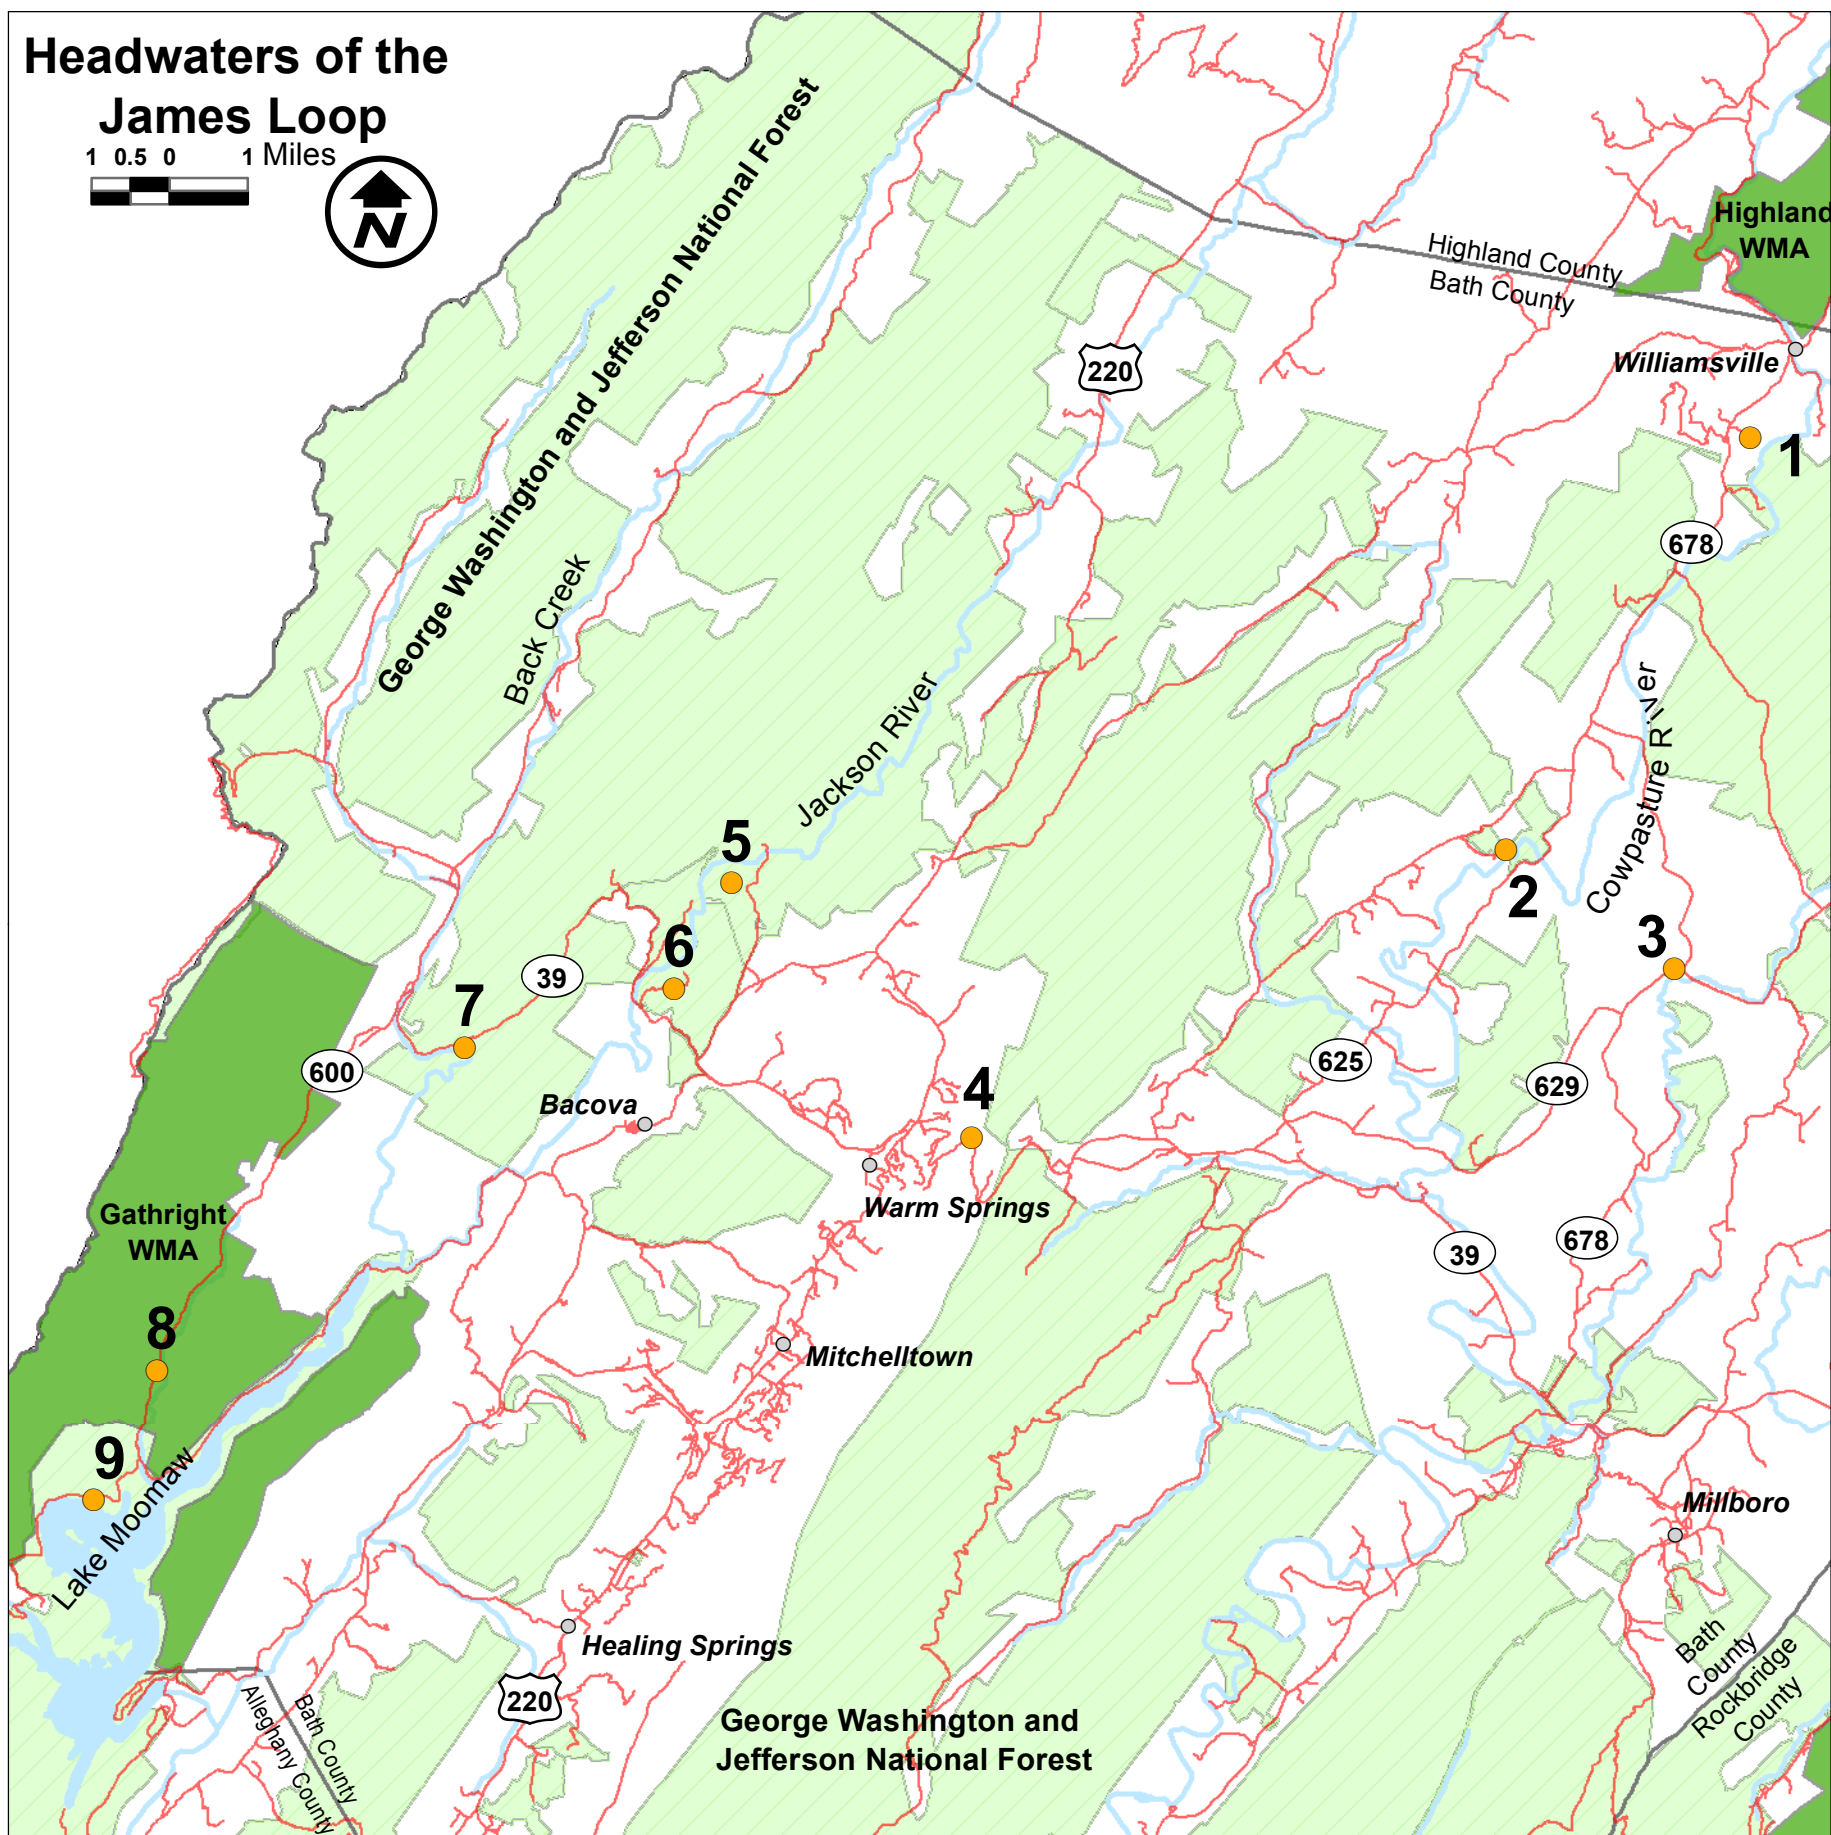 Headwaters of the
James Loop
1 0.5 0 1 Miles
N
George Washington and Jefferson National Forest
Highland
WMA
Highland County
Bath County
Williamsville
220
1
678
Back Creek
Jackson River
Cowpasture River
5
2
3
6
39
7
600
625
629
4
Bacova
Warm Springs
Gathright
WMA
39
678
8
Mitchelltown
9
Lake Moomaw
Millboro
Healing Springs
220
Bath
County
Rockbridge
County
Bath County
Alleghany County
George Washington and
Jefferson National Forest